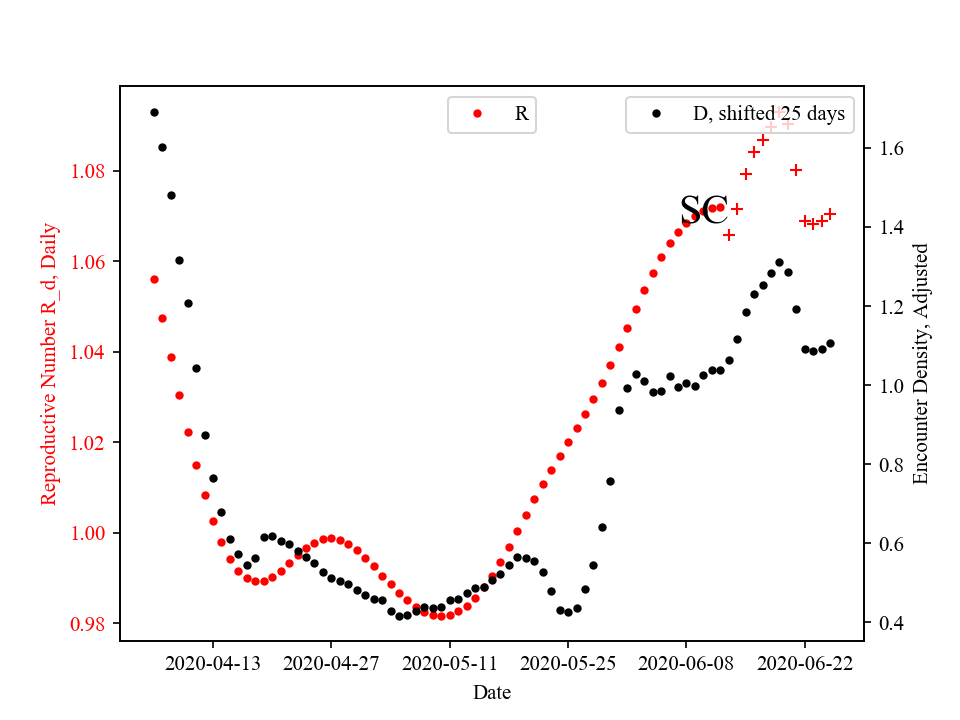 R
D, shifted 25 days
SC
1.08
1.06
1.04
1.02
1.00
0.98
Reproductive Number R_d, Daily
1.6
1.4
1.2
1.0
0.8
0.6
0.4
Encounter Density, Adjusted
2020-04-13 2020-04-27 2020-05-11 2020-05-25 2020-06-08 2020-06-22
Date